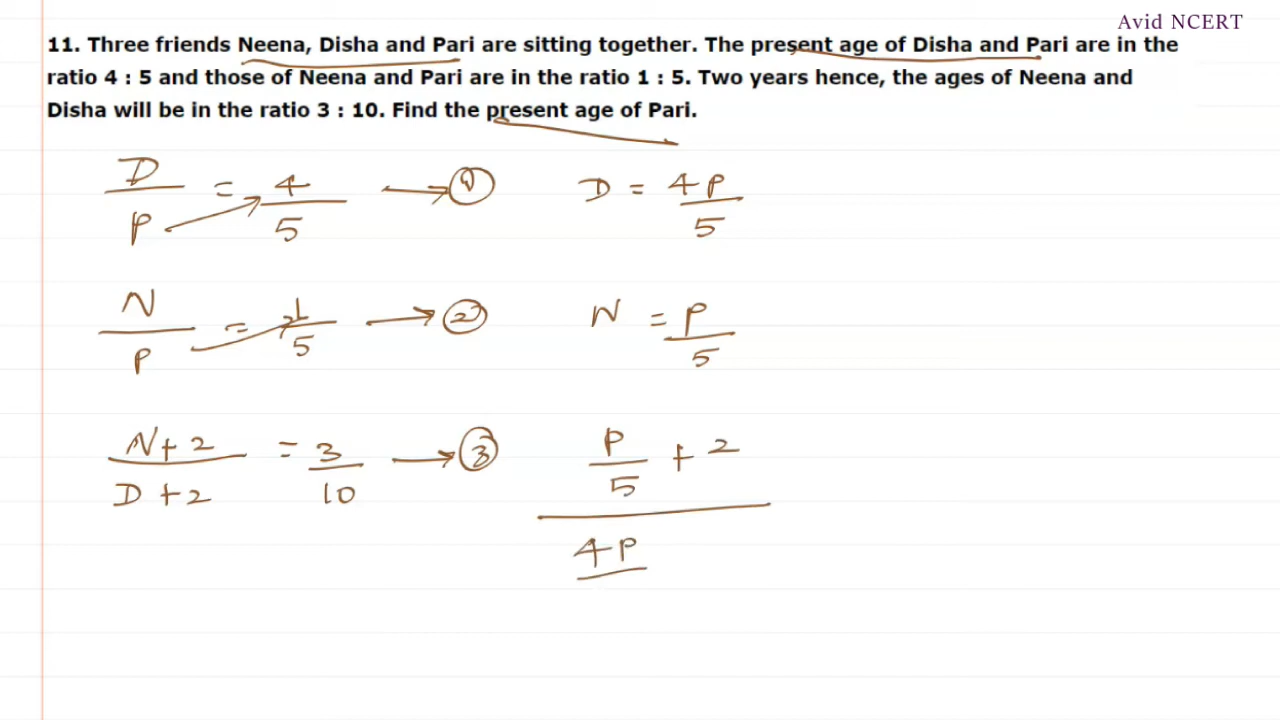 Avid NCERT
11. Three friends Neena, Disha and Pari are sitting together. The present age of Disha and Pari are in the
ratio 4 : 5 and those of Neena and Pari are in the ratio 1 : 5. Two years hence, the ages of Neena and
Disha will be in the ratio 3 : 10. Find the present age of Pari.
D/P = 4/5 → ① D = 4P/5
N/P = 1/5 → ② N = P/5
N+2/D+2 = 3/10 → ③ P/5 + 2
4P